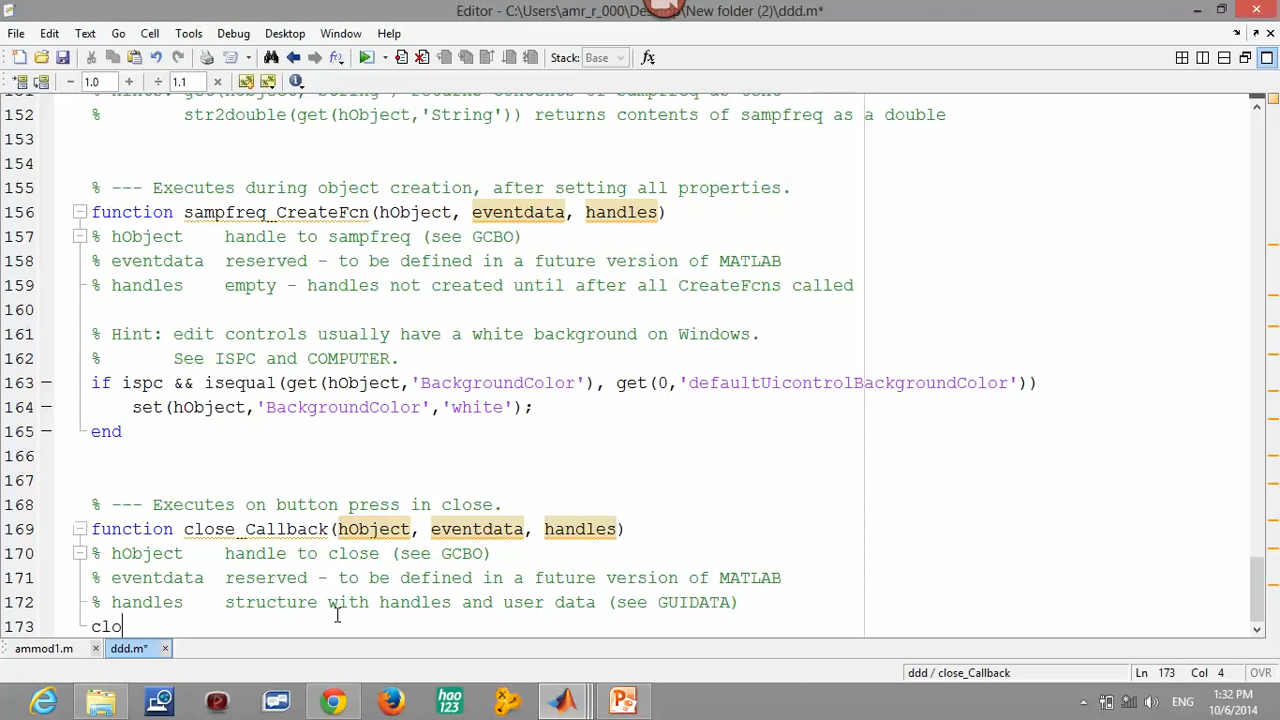 Editor - C:\Users\amr_r_000\Des p\New folder (2)\ddd.m*
File Edit Text Go Cell Tools Debug Desktop Window Help
Stack: Base fx
1.0 1.1
152 % str2double(get(hObject,'String')) returns contents of sampfreq as a double
153
154
155 % --- Executes during object creation, after setting all properties.
156 function sampfreq_CreateFcn(hObject, eventdata, handles)
157 % hObject handle to sampfreq (see GCBO)
158 % eventdata reserved - to be defined in a future version of MATLAB
159 % handles empty - handles not created until after all CreateFcns called
160
161 % Hint: edit controls usually have a white background on Windows.
162 % See ISPC and COMPUTER.
163 if ispc && isequal(get(hObject,'BackgroundColor'), get(0,'defaultUicontrolBackgroundColor'))
164 set(hObject,'BackgroundColor','white');
165 end
166
167
168 % --- Executes on button press in close.
169 function close_Callback(hObject, eventdata, handles)
170 % hObject handle to close (see GCBO)
171 % eventdata reserved - to be defined in a future version of MATLAB
172 % handles structure with handles and user data (see GUIDATA)
173 clo
ammod1.m ddd.m*
ddd / close_Callback Ln 173 Col 4 OVR
hoo
123
ENG
1:32 PM
10/6/2014